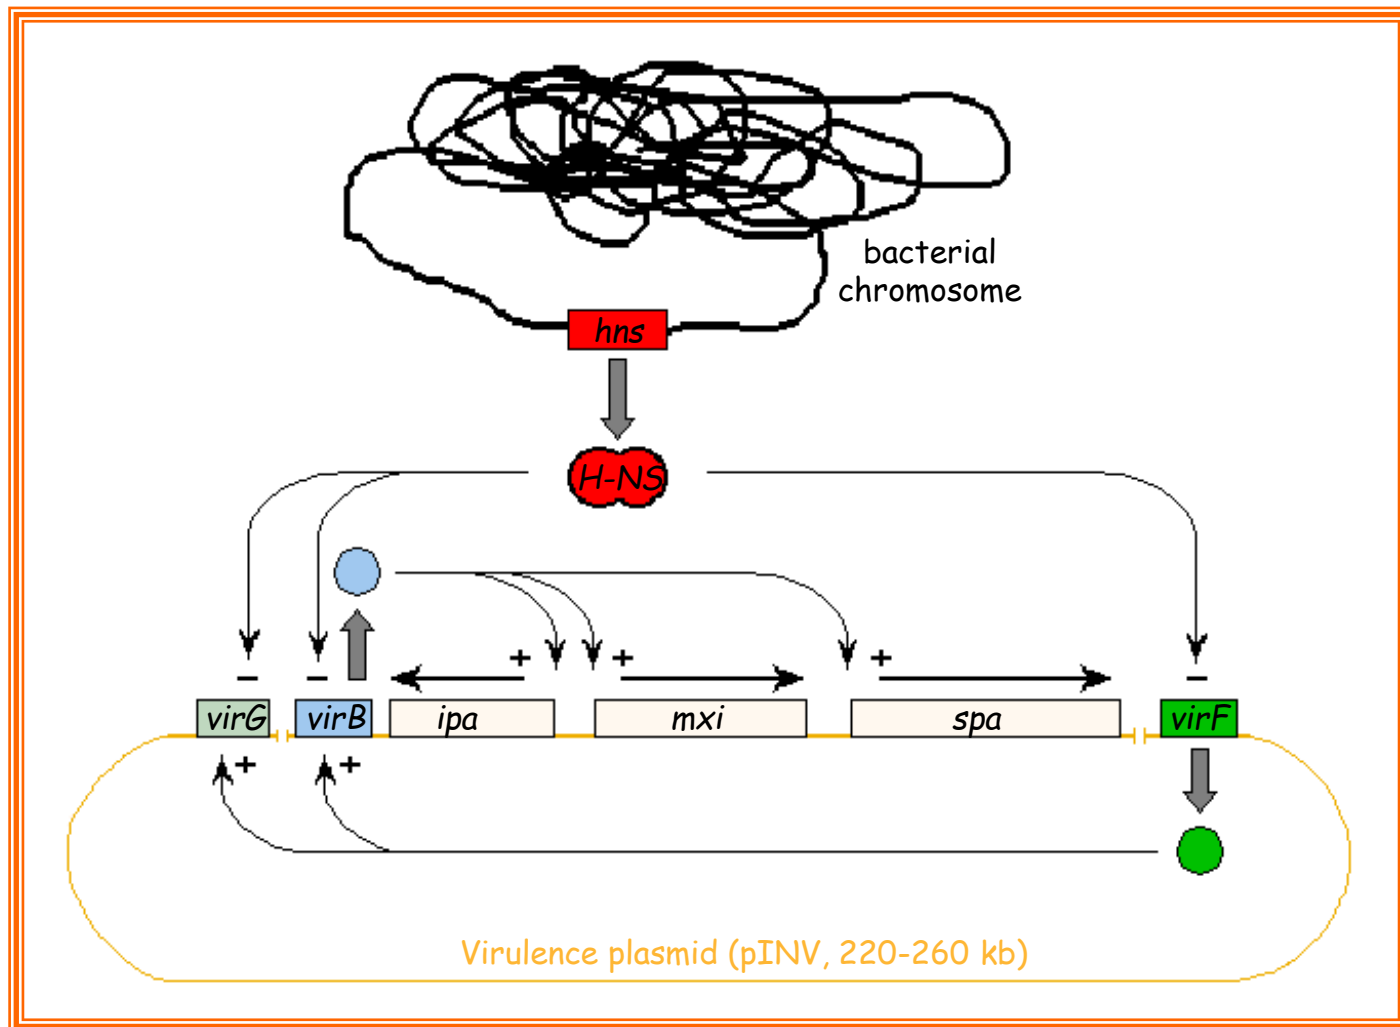 bacterial
chromosome
hns
H-NS
+ + +
- - -
virG virB ipa mxi spa virF
+ +
Virulence plasmid (pINV, 220-260 kb)